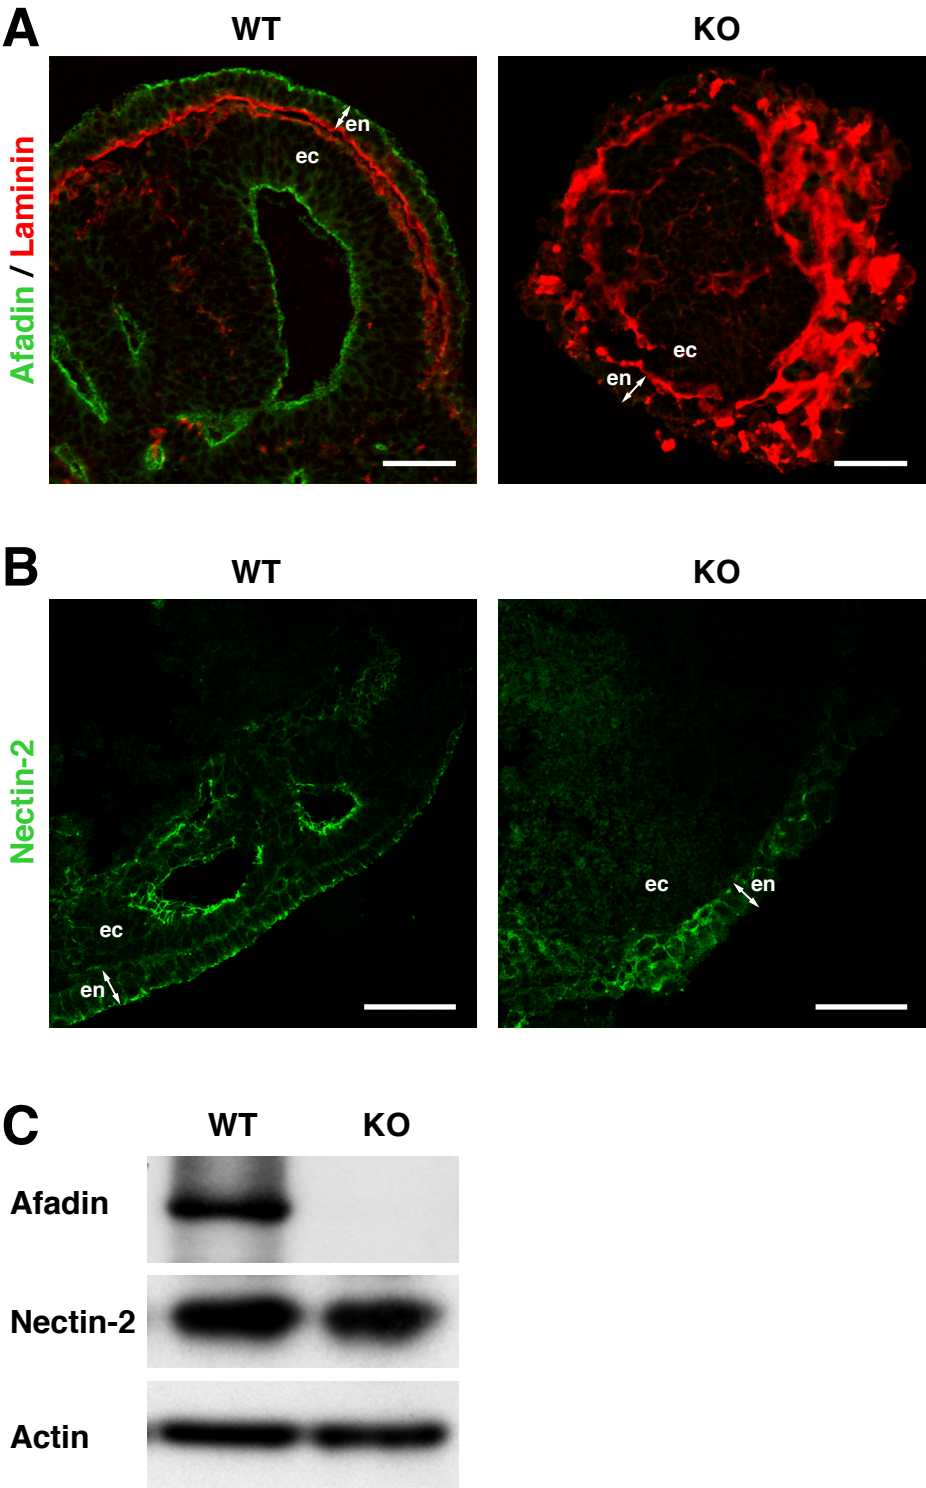 A
WT
KO
Afadin / Laminin
en
ec
ec
en
B
WT
KO
Nectin-2
ec
en
ec
en
C
WT
KO
Afadin
Nectin-2
Actin